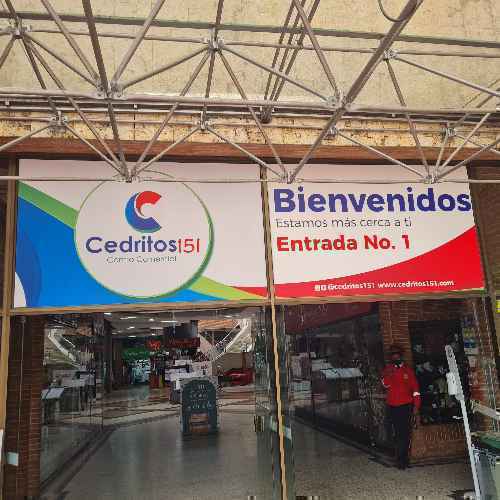 Cedritos151
Centro Comercial
Bienvenidos
Estamos más cerca a ti
Entrada No. 1
@cedritos151 www.cedritos151.com